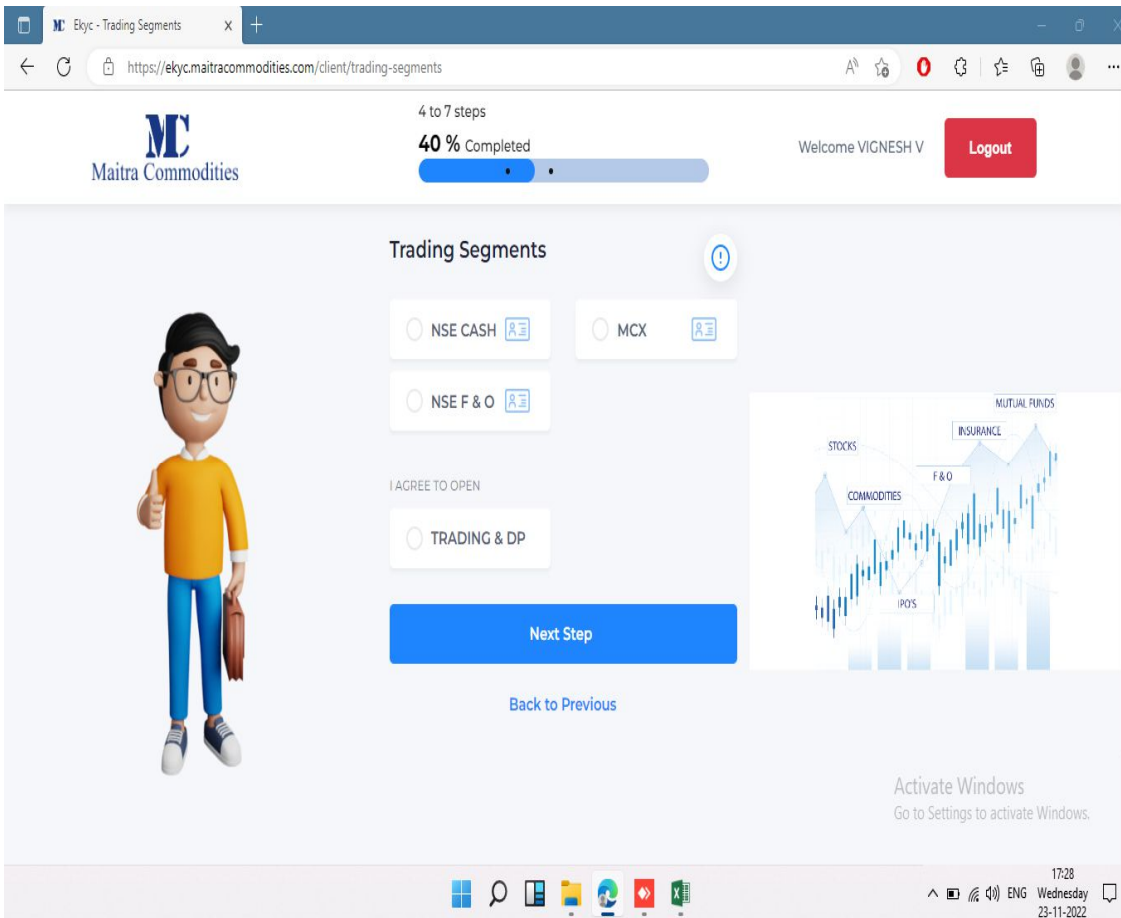 Ekyc - Trading Segments
https://ekyc.maitracommodities.com/client/trading-segments
MC
Maitra Commodities
4 to 7 steps
40 % Completed
Welcome VIGNESH V
Logout
Trading Segments
NSE CASH
MCX
NSE F & O
I AGREE TO OPEN
TRADING & DP
Next Step
Back to Previous
MUTUAL FUNDS
INSURANCE
STOCKS
F & O
COMMODITIES
IPO'S
Activate Windows
Go to Settings to activate Windows.
ENG
17:28
Wednesday
23-11-2022